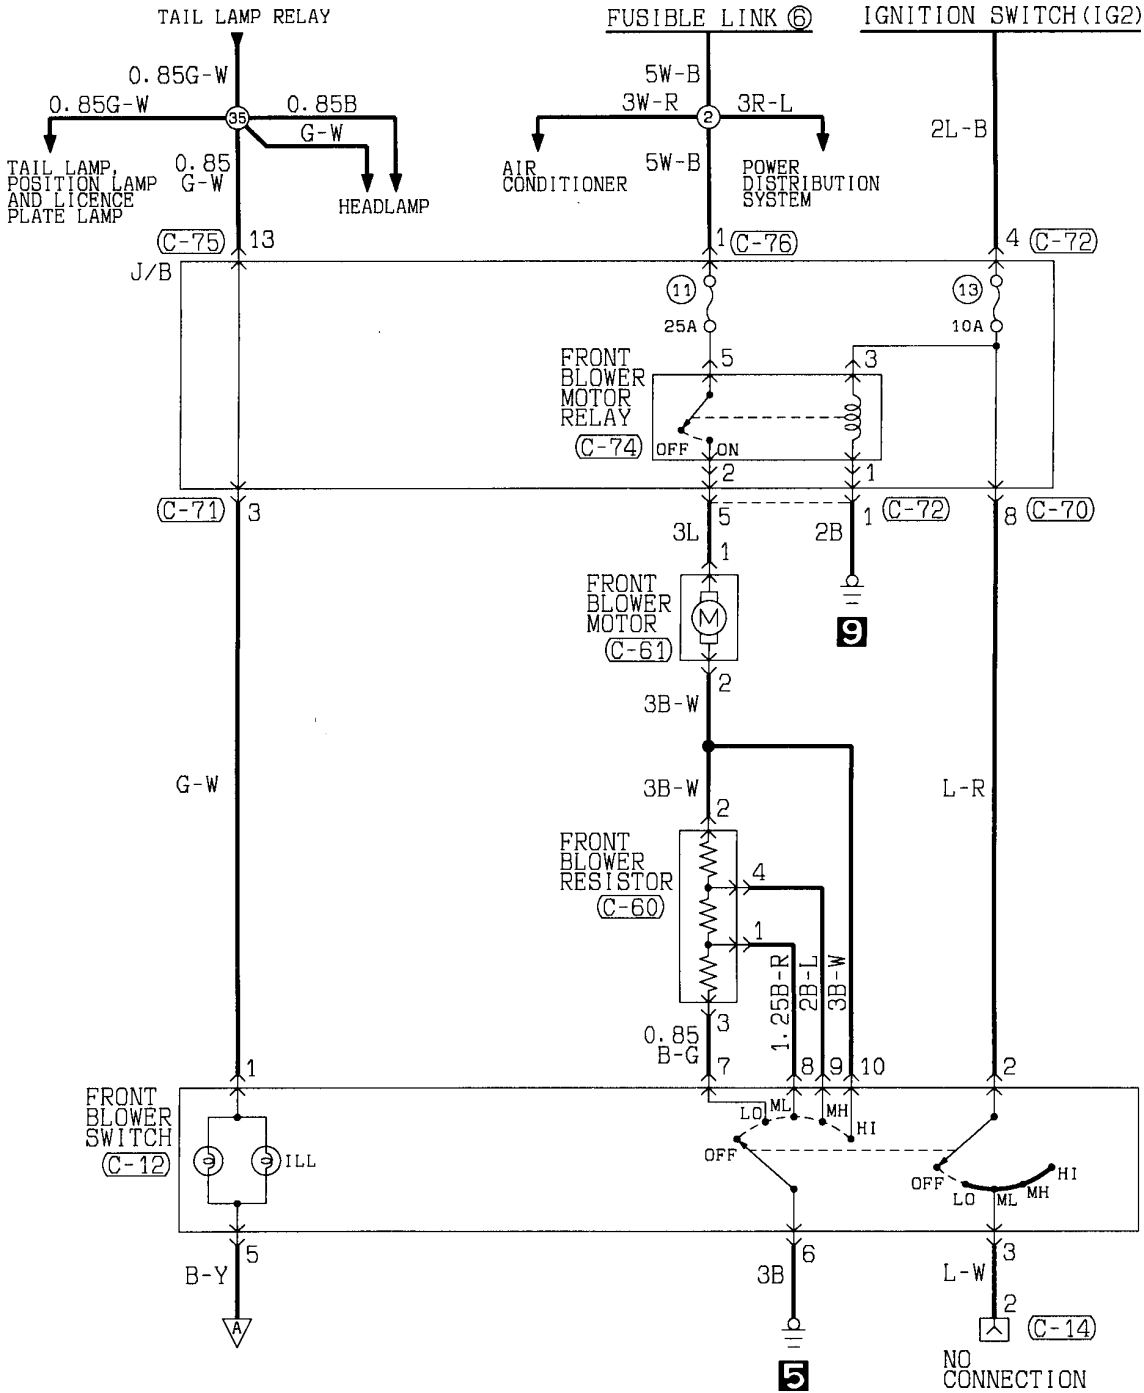 TAIL LAMP RELAY
FUSIBLE LINK ⑥
IGNITION SWITCH(IG2)
0.85G-W
5W-B
0.85G-W
35
0.85B
3W-R
2
3R-L
G-W
2L-B
TAIL LAMP,
POSITION LAMP
AND LICENCE
PLATE LAMP
0.85
G-W
HEADLAMP
AIR
CONDITIONER
5W-B
POWER
DISTRIBUTION
SYSTEM
C-75
13
1
C-76
4
C-72
J/B
11
25A
13
10A
FRONT
BLOWER
MOTOR
RELAY
C-74
5
3
OFF
ON
2
1
C-71
3
5
1
C-72
8
C-70
3L
2B
1
FRONT
BLOWER
MOTOR
C-61
M
9
2
3B-W
G-W
3B-W
L-R
2
FRONT
BLOWER
RESISTOR
C-60
4
1
1.25B-R
2B-L
3B-W
3
0.85
B-G
1
7
8
9
10
2
FRONT
BLOWER
SWITCH
C-12
ILL
LO
ML
MH
HI
OFF
OFF
LO
ML
MH
HI
5
6
3
B-Y
3B
L-W
A
2
C-14
5
NO
CONNECTION